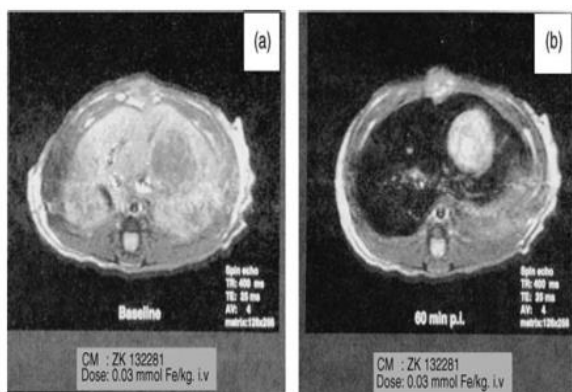 (a)
Spin echo
TR: 400 ms
TE: 20 ms
AV: 4
matrix:128x256
Baseline
CM : ZK 132281
Dose: 0.03 mmol Fe/kg. i.v
(b)
Spin echo
TR: 400 ms
TE: 20 ms
AV: 4
matrix:128x256
60 min p.i.
CM : ZK 132281
Dose: 0.03 mmol Fe/kg. i.v